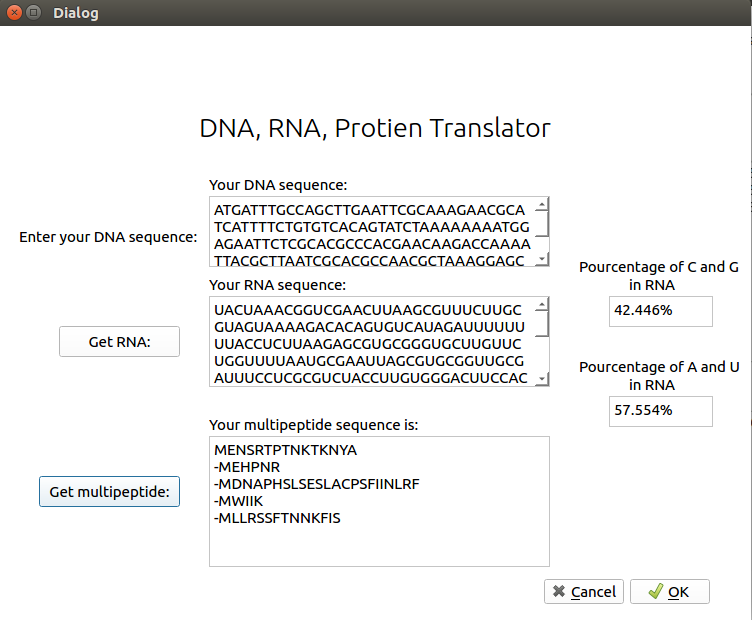 Dialog
DNA, RNA, Protien Translator
Your DNA sequence:
Enter your DNA sequence:
ATGATTTGCCAGCTTGAATTCGCAAAGAACGCA
TCATTTTCTGTGTCACAGTATCTAAAAAAAATGG
AGAATTCTCGCACGCCCACGAACAAGACCAAAA
TTACGCTTAATCGCACGCCAACGCTAAAGGAGC
Your RNA sequence:
Get RNA:
UACUAAACGGUCGAACUUAAGCGUUUCUUGC
GUAGUAAAAGACACAGUGUCAUAGAUUUUUU
UUACCUCUUAAGAGCGUGCGGGUGCUUGUUC
UGGUUUUAAUGCGAAUUAGCGUGCGGUUGCG
AUUUCCUCGCGUCUACCUUGUGGGACUUCCAC
Pourcentage of C and G
in RNA
42.446%
Pourcentage of A and U
in RNA
57.554%
Your multipeptide sequence is:
Get multipeptide:
MENSRTPTNKTKNYA
-MEHPNR
-MDNAPHSLSESLACPSFIINLRF
-MWIIK
-MLLRSSFTNNKFIS
Cancel
OK